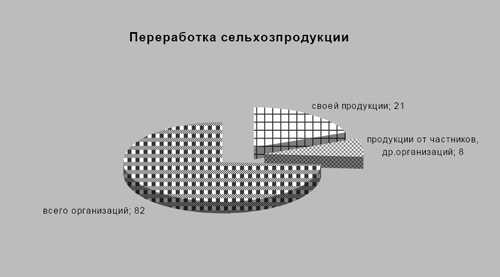 Переработка сельхозпродукции
своей продукции; 21
продукции от частников,
др.организаций; 8
всего организаций; 82